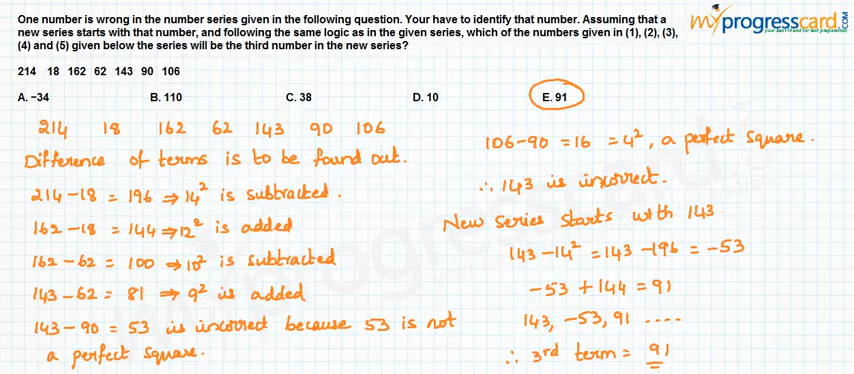 One number is wrong in the number series given in the following question. Your have to identify that number. Assuming that a
new series starts with that number, and following the same logic as in the given series, which of the numbers given in (1), (2), (3),
(4) and (5) given below the series will be the third number in the new series?
myprogresscard.com
your best friend for test preparation
214 18 162 62 143 90 106
A. −34 B. 110 C. 38 D. 10 E. 91
214 18 162 62 143 90 106
Difference of terms is to be found out.
214 − 18 = 196 ⇒ 14² is subtracted.
162 − 18 = 144 ⇒ 12² is added
162 − 62 = 100 ⇒ 10² is subtracted
143 − 62 = 81 ⇒ 9² is added
143 − 90 = 53 is incorrect because 53 is not
a perfect square.
106 − 90 = 16 = 4², a perfect square.
∴ 143 is incorrect.
New series starts with 143.
143 − 14² = 143 − 196 = −53
−53 + 144 = 91
143, −53, 91 ....
∴ 3rd term = 91